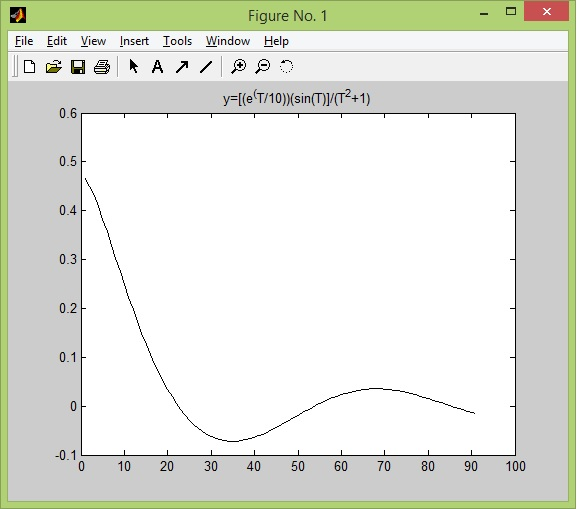 Figure No. 1
File Edit View Insert Tools Window Help
A
y=[(e^(T/10))(sin(T)]/(T^2+1)
0.6
0.5
0.4
0.3
0.2
0.1
0
-0.1
0 10 20 30 40 50 60 70 80 90 100